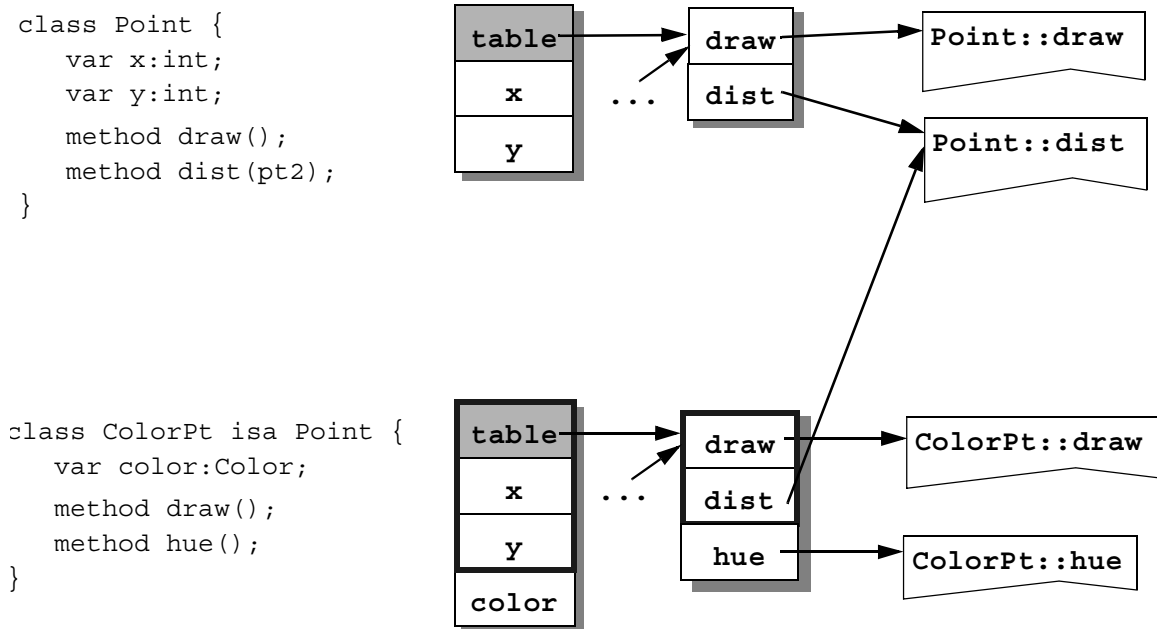 class Point {
var x:int;
var y:int;
method draw();
method dist(pt2);
}
table
x
y
...
draw
dist
Point::draw
Point::dist
class ColorPt isa Point {
var color:Color;
method draw();
method hue();
}
table
x
y
color
...
draw
dist
hue
ColorPt::draw
ColorPt::hue